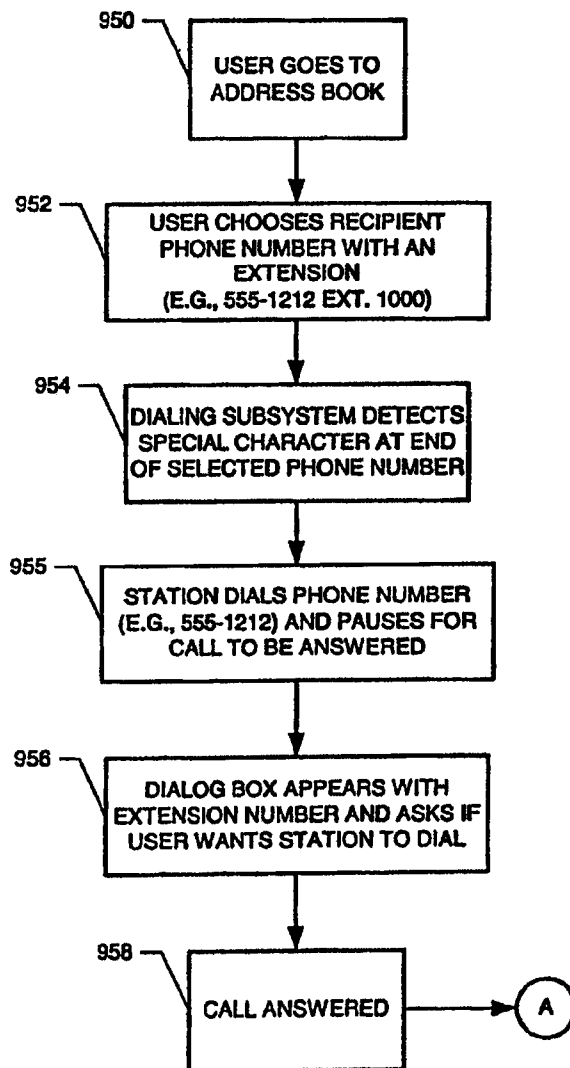 950
USER GOES TO
ADDRESS BOOK
952
USER CHOOSES RECIPIENT
PHONE NUMBER WITH AN
EXTENSION
(E.G., 555-1212 EXT. 1000)
954
DIALING SUBSYSTEM DETECTS
SPECIAL CHARACTER AT END
OF SELECTED PHONE NUMBER
955
STATION DIALS PHONE NUMBER
(E.G., 555-1212) AND PAUSES FOR
CALL TO BE ANSWERED
956
DIALOG BOX APPEARS WITH
EXTENSION NUMBER AND ASKS IF
USER WANTS STATION TO DIAL
958
CALL ANSWERED
A